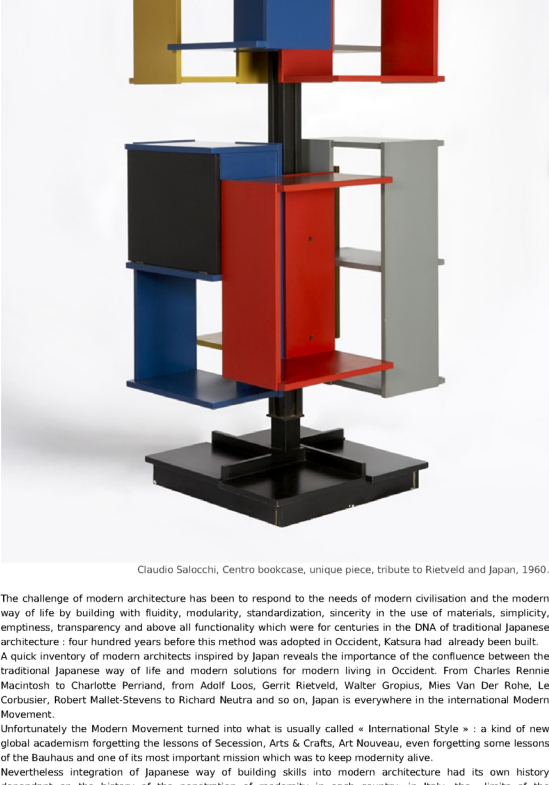 Claudio Salocchi, Centro bookcase, unique piece, tribute to Rietveld and Japan, 1960.
The challenge of modern architecture has been to respond to the needs of modern civilisation and the modern
way of life by building with fluidity, modularity, standardization, sincerity in the use of materials, simplicity,
emptiness, transparency and above all functionality which were for centuries in the DNA of traditional Japanese
architecture : four hundred years before this method was adopted in Occident, Katsura had already been built.
A quick inventory of modern architects inspired by Japan reveals the importance of the confluence between the
traditional Japanese way of life and modern solutions for modern living in Occident. From Charles Rennie
Macintosh to Charlotte Perriand, from Adolf Loos, Gerrit Rietveld, Walter Gropius, Mies Van Der Rohe, Le
Corbusier, Robert Mallet-Stevens to Richard Neutra and so on, Japan is everywhere in the international Modern
Movement.
Unfortunately the Modern Movement turned into what is usually called « International Style » : a kind of new
global academism forgetting the lessons of Secession, Arts & Crafts, Art Nouveau, even forgetting some lessons
of the Bauhaus and one of its most important mission which was to keep modernity alive.
Nevertheless integration of Japanese way of building skills into modern architecture had its own history